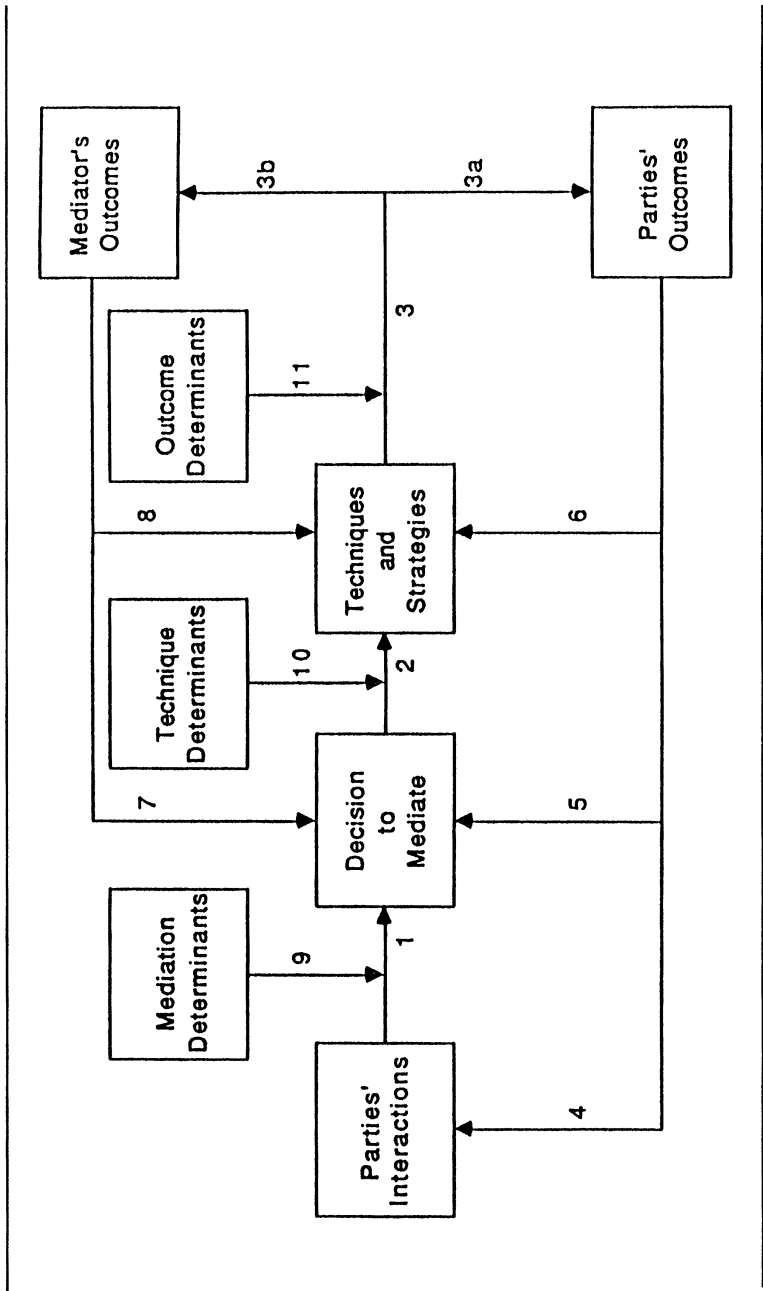 Mediator's
Outcomes
3b
3a
Parties'
Outcomes
Outcome
Determinants
11
3
8
Techniques
and
Strategies
6
Technique
Determinants
10
2
7
Decision
to
Mediate
5
Mediation
Determinants
9
1
Parties'
Interactions
4